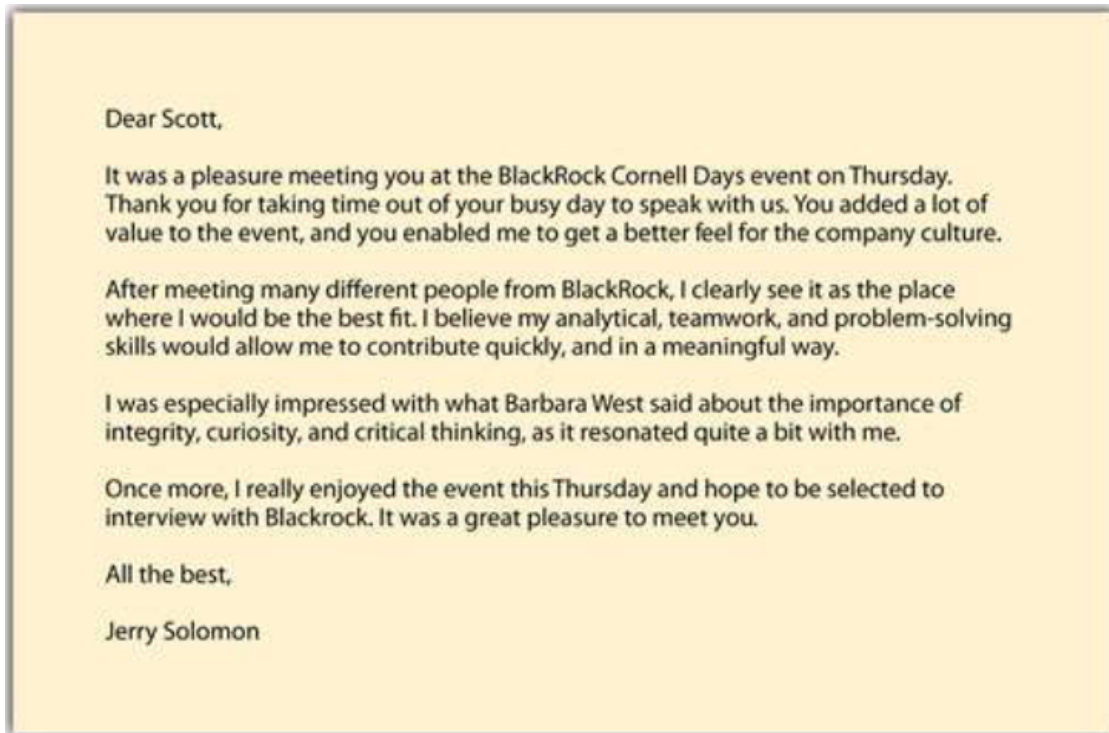 Dear Scott,
It was a pleasure meeting you at the BlackRock Cornell Days event on Thursday.
Thank you for taking time out of your busy day to speak with us. You added a lot of
value to the event, and you enabled me to get a better feel for the company culture.
After meeting many different people from BlackRock, I clearly see it as the place
where I would be the best fit. I believe my analytical, teamwork, and problem-solving
skills would allow me to contribute quickly, and in a meaningful way.
I was especially impressed with what Barbara West said about the importance of
integrity, curiosity, and critical thinking, as it resonated quite a bit with me.
Once more, I really enjoyed the event this Thursday and hope to be selected to
interview with Blackrock. It was a great pleasure to meet you.
All the best,
Jerry Solomon